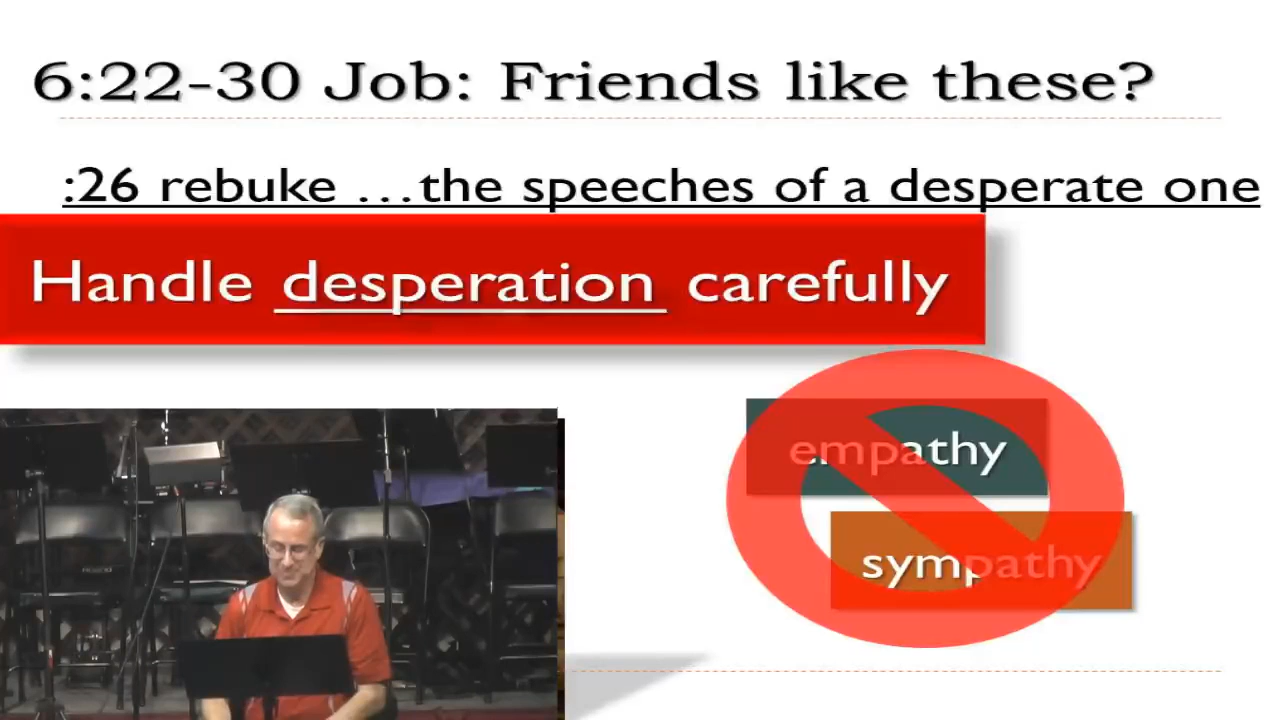 6:22-30 Job: Friends like these?
:26 rebuke …the speeches of a desperate one
Handle desperation carefully
empathy
sympathy